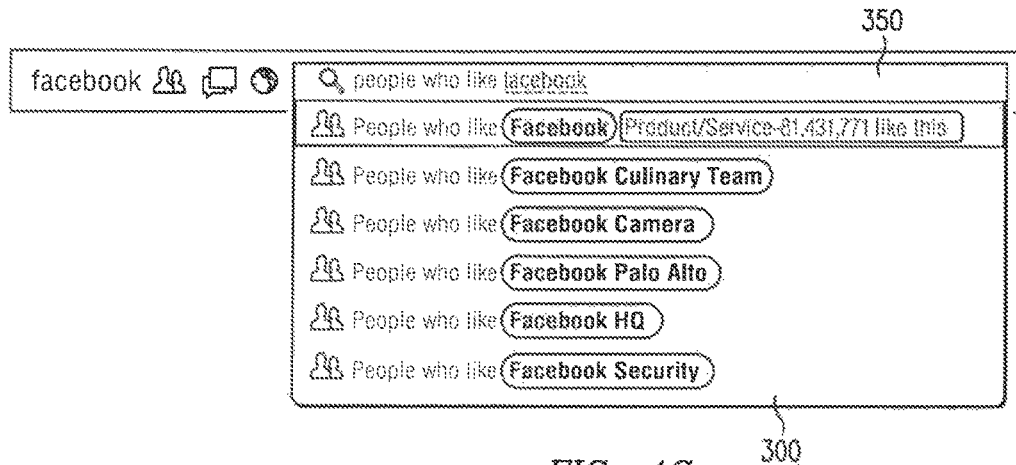 350
facebook people who like facebook
People who like Facebook Product/Service-81,431,771 like this
People who like Facebook Culinary Team
People who like Facebook Camera
People who like Facebook Palo Alto
People who like Facebook HQ
People who like Facebook Security
300